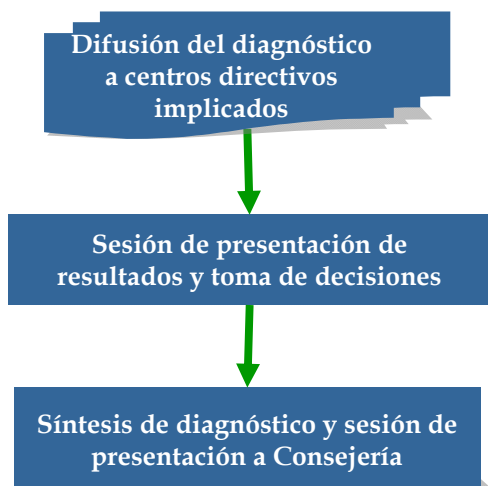 Difusión del diagnóstico
a centros directivos
implicados
Sesión de presentación de
resultados y toma de decisiones
Síntesis de diagnóstico y sesión de
presentación a Consejería